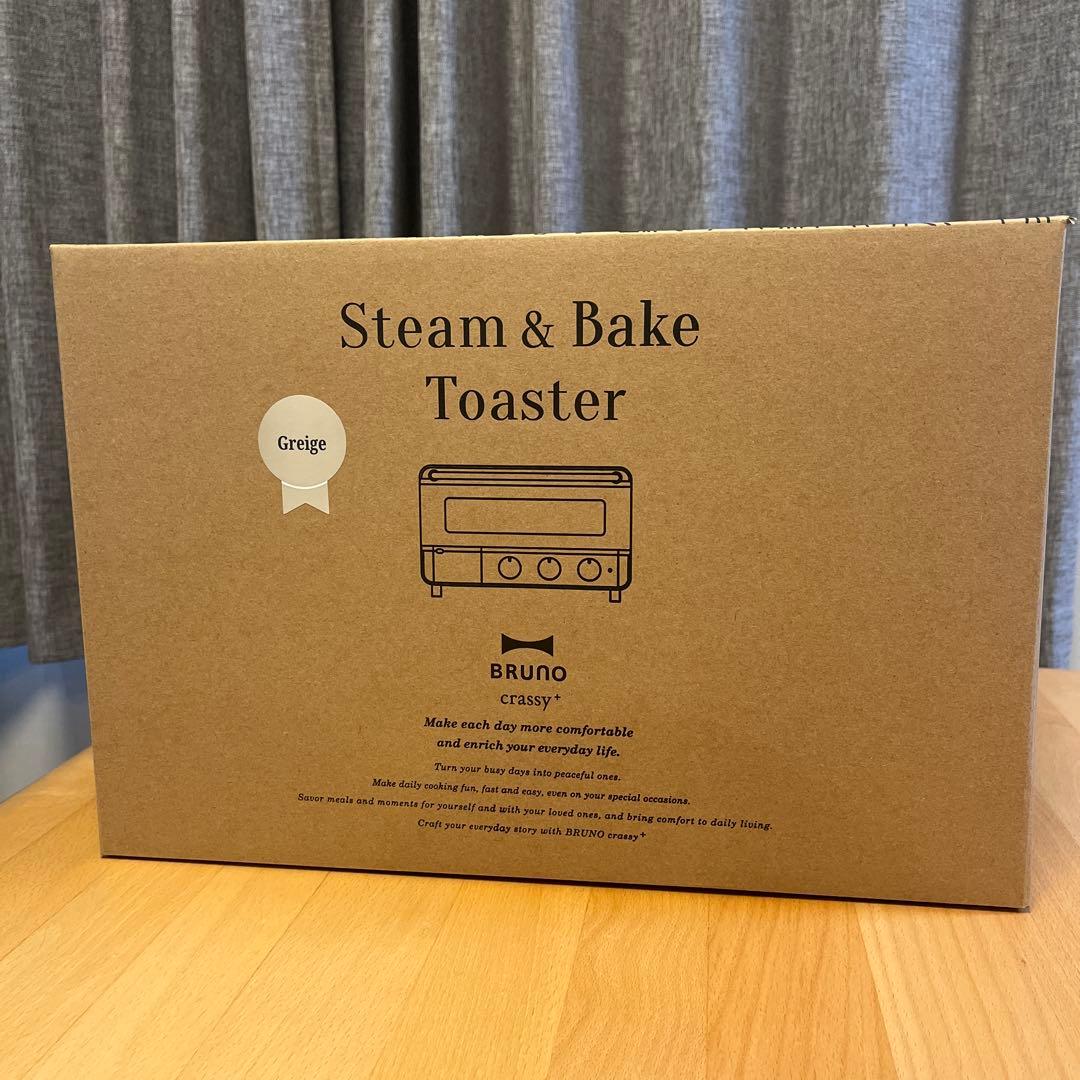 Steam & Bake
Toaster
Greige
BRUNO
crassy+
Make each day more comfortable
and enrich your everyday life.
Turn your busy days into peaceful ones.
Make daily cooking fun, fast and easy, even on your special occasions.
Savor meals and moments for yourself and with your loved ones, and bring comfort to daily living.
Craft your everyday story with BRUNO crassy+